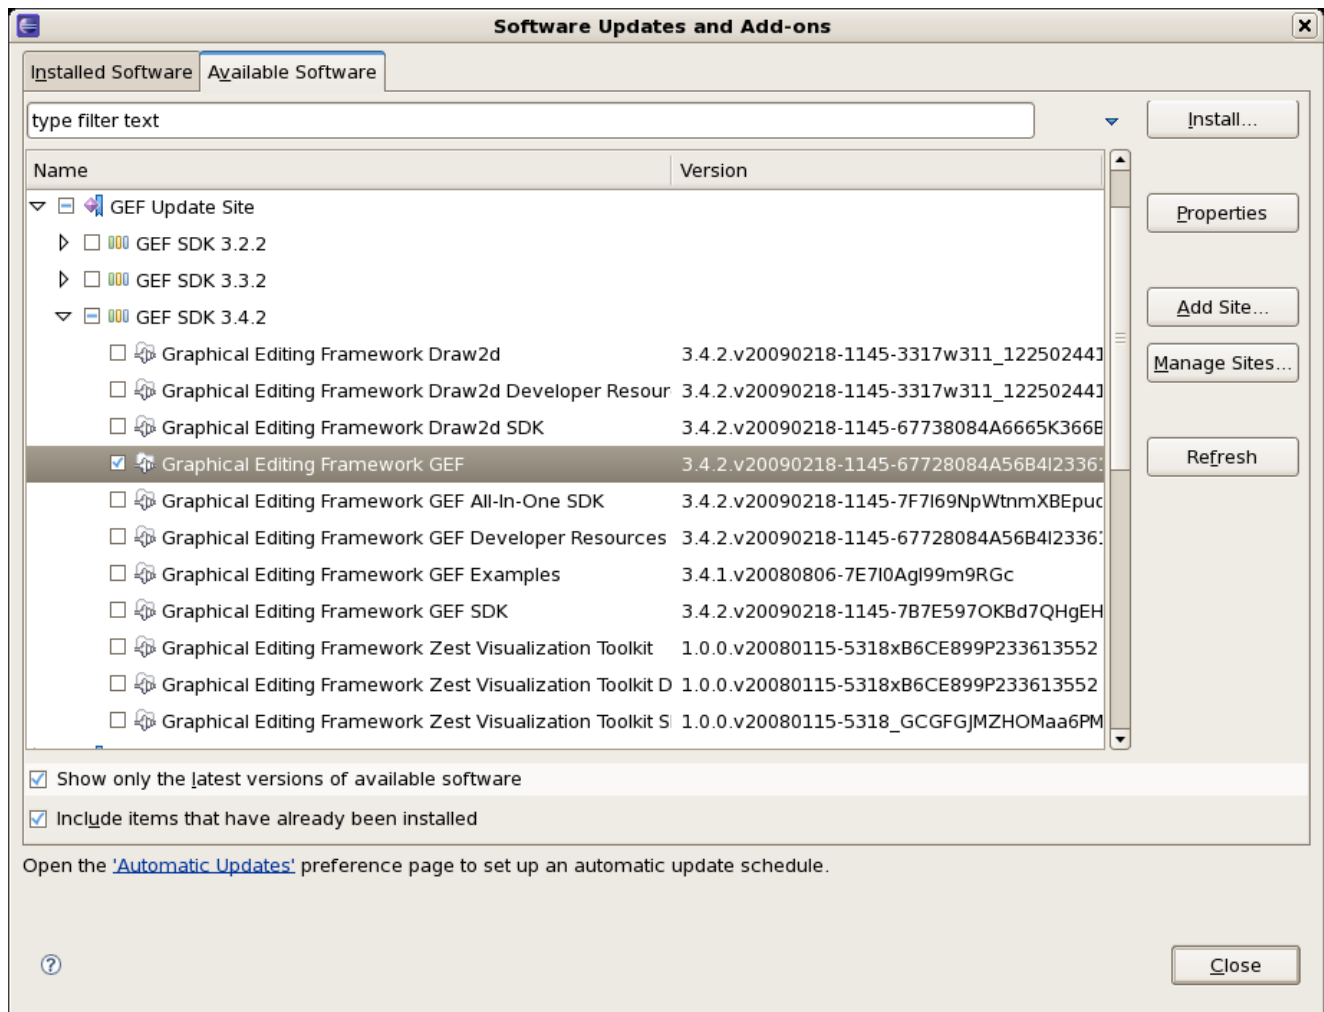 Software Updates and Add-ons
Installed Software Available Software
type filter text
Install...
Name Version
GEF Update Site
Properties
GEF SDK 3.2.2
GEF SDK 3.3.2
GEF SDK 3.4.2
Add Site...
Graphical Editing Framework Draw2d 3.4.2.v20090218-1145-3317w311_122502441
Manage Sites...
Graphical Editing Framework Draw2d Developer Resour 3.4.2.v20090218-1145-3317w311_122502441
Graphical Editing Framework Draw2d SDK 3.4.2.v20090218-1145-67738084A6665K366B
Graphical Editing Framework GEF 3.4.2.v20090218-1145-67728084A56B4I23361
Refresh
Graphical Editing Framework GEF All-In-One SDK 3.4.2.v20090218-1145-7F7I69NpWtnmXBEpuc
Graphical Editing Framework GEF Developer Resources 3.4.2.v20090218-1145-67728084A56B4I23361
Graphical Editing Framework GEF Examples 3.4.1.v20080806-7E7I0AgI99m9RGc
Graphical Editing Framework GEF SDK 3.4.2.v20090218-1145-7B7E597OKBd7QHgEH
Graphical Editing Framework Zest Visualization Toolkit 1.0.0.v20080115-5318xB6CE899P233613552
Graphical Editing Framework Zest Visualization Toolkit D 1.0.0.v20080115-5318xB6CE899P233613552
Graphical Editing Framework Zest Visualization Toolkit S 1.0.0.v20080115-5318_GCGFGJMZHOMaa6PM
Show only the latest versions of available software
Include items that have already been installed
Open the 'Automatic Updates' preference page to set up an automatic update schedule.
Close